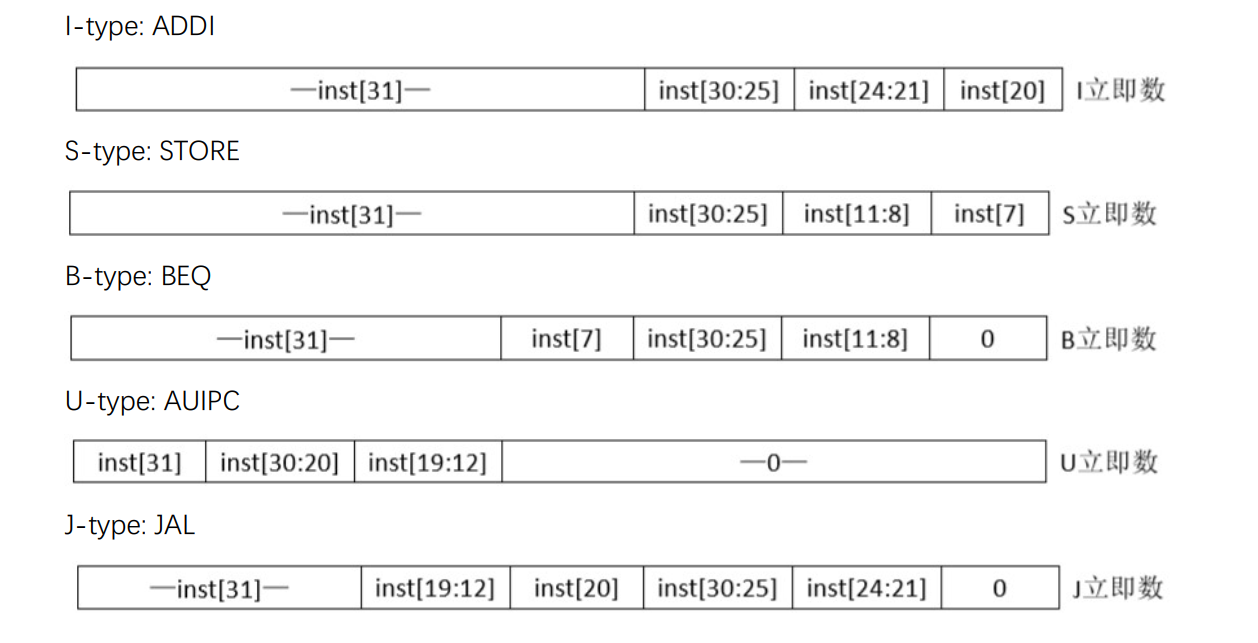 I-type: ADDI
—inst[31]— inst[30:25] inst[24:21] inst[20] I立即数
S-type: STORE
—inst[31]— inst[30:25] inst[11:8] inst[7] S立即数
B-type: BEQ
—inst[31]— inst[7] inst[30:25] inst[11:8] 0 B立即数
U-type: AUIPC
inst[31] inst[30:20] inst[19:12] —0— U立即数
J-type: JAL
—inst[31]— inst[19:12] inst[20] inst[30:25] inst[24:21] 0 J立即数